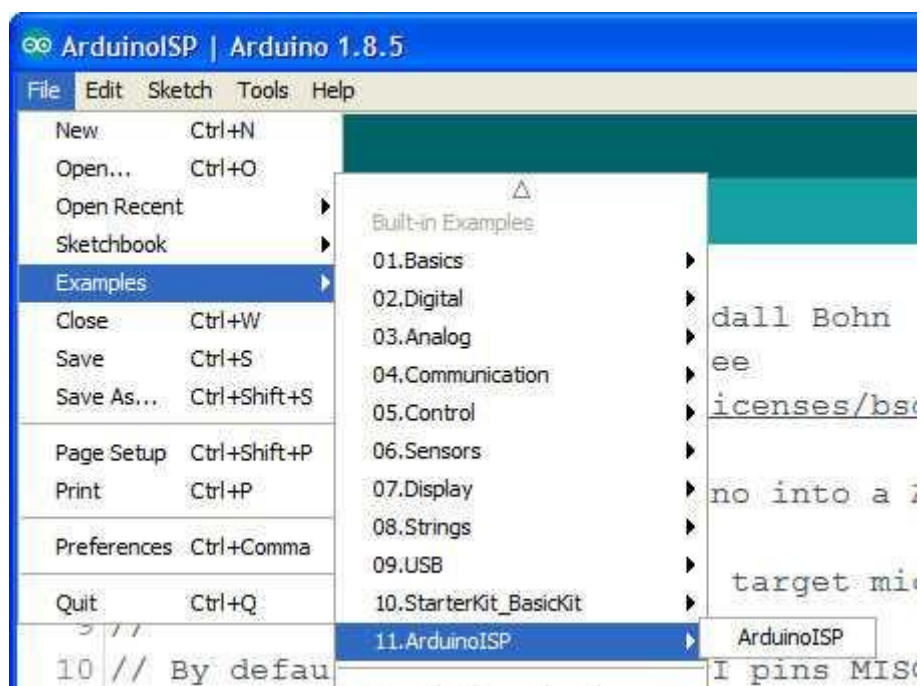 ArduinoISP | Arduino 1.8.5
File Edit Sketch Tools Help
New Ctrl+N
Open... Ctrl+O
Open Recent
Sketchbook
Examples
Close Ctrl+W
Save Ctrl+S
Save As... Ctrl+Shift+S
Page Setup Ctrl+Shift+P
Print Ctrl+P
Preferences Ctrl+Comma
Quit Ctrl+Q
Built-in Examples
01.Basics
02.Digital
03.Analog
04.Communication
05.Control
06.Sensors
07.Display
08.Strings
09.USB
10.StarterKit_BasicKit
11.ArduinoISP
ArduinoISP
dall Bohn
ee
icenses/bs
no into a
target mi
9 //
10 // By defau I pins MISO